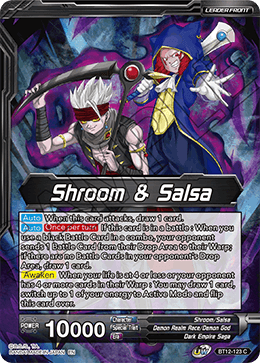 LEADER FRONT
Shroom & Salsa
Auto When this card attacks, draw 1 card.
Auto Once per turn If this card is in a battle : When you
use a black Battle Card in a combo, your opponent
sends 1 Battle Card from their Drop Area to their Warp;
if there are no Battle Cards in your opponent's Drop
Area, draw 1 card.
Awaken When your life is at 4 or less or your opponent
has 4 or more cards in their Warp : You may draw 1 card,
switch up to 1 of your energy to Active Mode and flip
this card over.
POWER 10000
Character Shroom/Salsa
Special Trait Demon Realm Race/Demon God
Era Dark Empire Saga
BANDAI MADE IN JAPAN EN
BT12-123 C